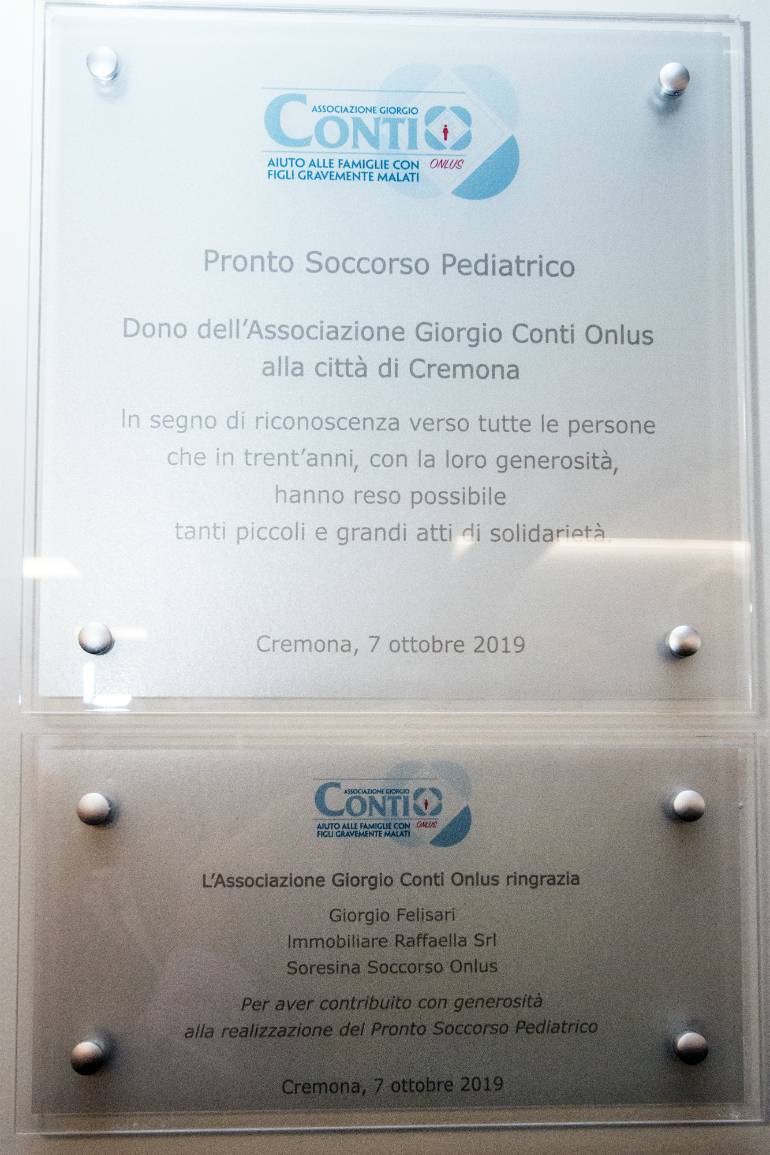 ASSOCIAZIONE GIORGIO
CONTI
AIUTO ALLE FAMIGLIE CON
FIGLI GRAVEMENTE MALATI
ONLUS
Pronto Soccorso Pediatrico
Dono dell'Associazione Giorgio Conti Onlus
alla città di Cremona
In segno di riconoscenza verso tutte le persone
che in trent'anni, con la loro generosità,
hanno reso possibile
tanti piccoli e grandi atti di solidarietà.
Cremona, 7 ottobre 2019
ASSOCIAZIONE GIORGIO
CONTI
AIUTO ALLE FAMIGLIE CON
FIGLI GRAVEMENTE MALATI
ONLUS
L'Associazione Giorgio Conti Onlus ringrazia
Giorgio Felisari
Immobiliare Raffaella Srl
Soresina Soccorso Onlus
Per aver contribuito con generosità
alla realizzazione del Pronto Soccorso Pediatrico
Cremona, 7 ottobre 2019